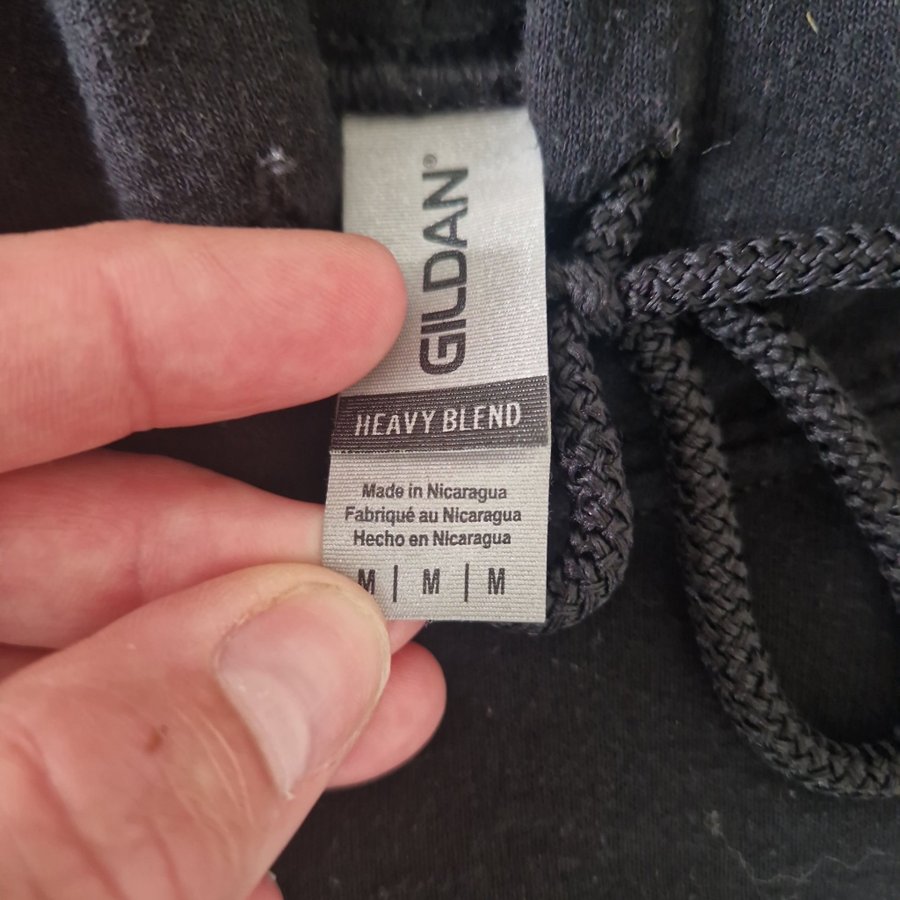 GILDAN®
HEAVY BLEND
Made in Nicaragua
Fabriqué au Nicaragua
Hecho en Nicaragua
M | M | M